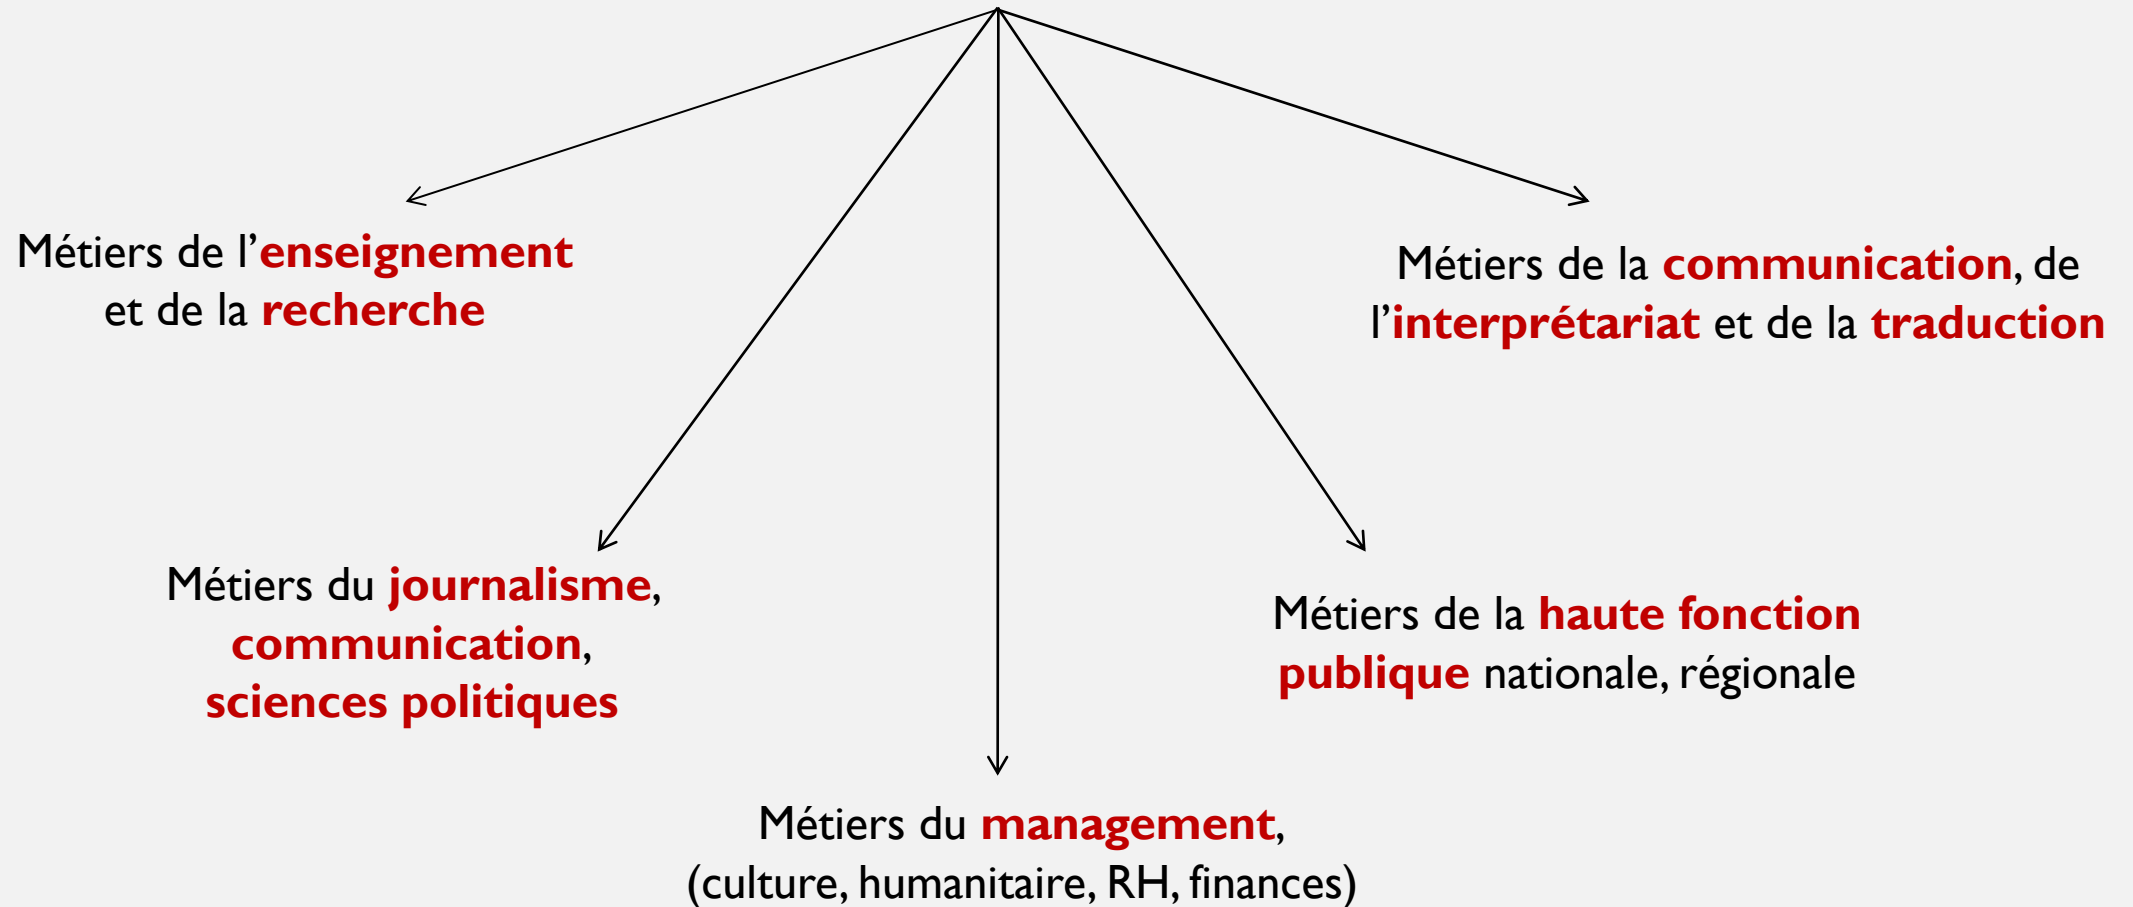 Métiers de l’enseignement
et de la recherche
Métiers de la communication, de
l’interprétariat et de la traduction
Métiers du journalisme,
communication,
sciences politiques
Métiers de la haute fonction
publique nationale, régionale
Métiers du management,
(culture, humanitaire, RH, finances)